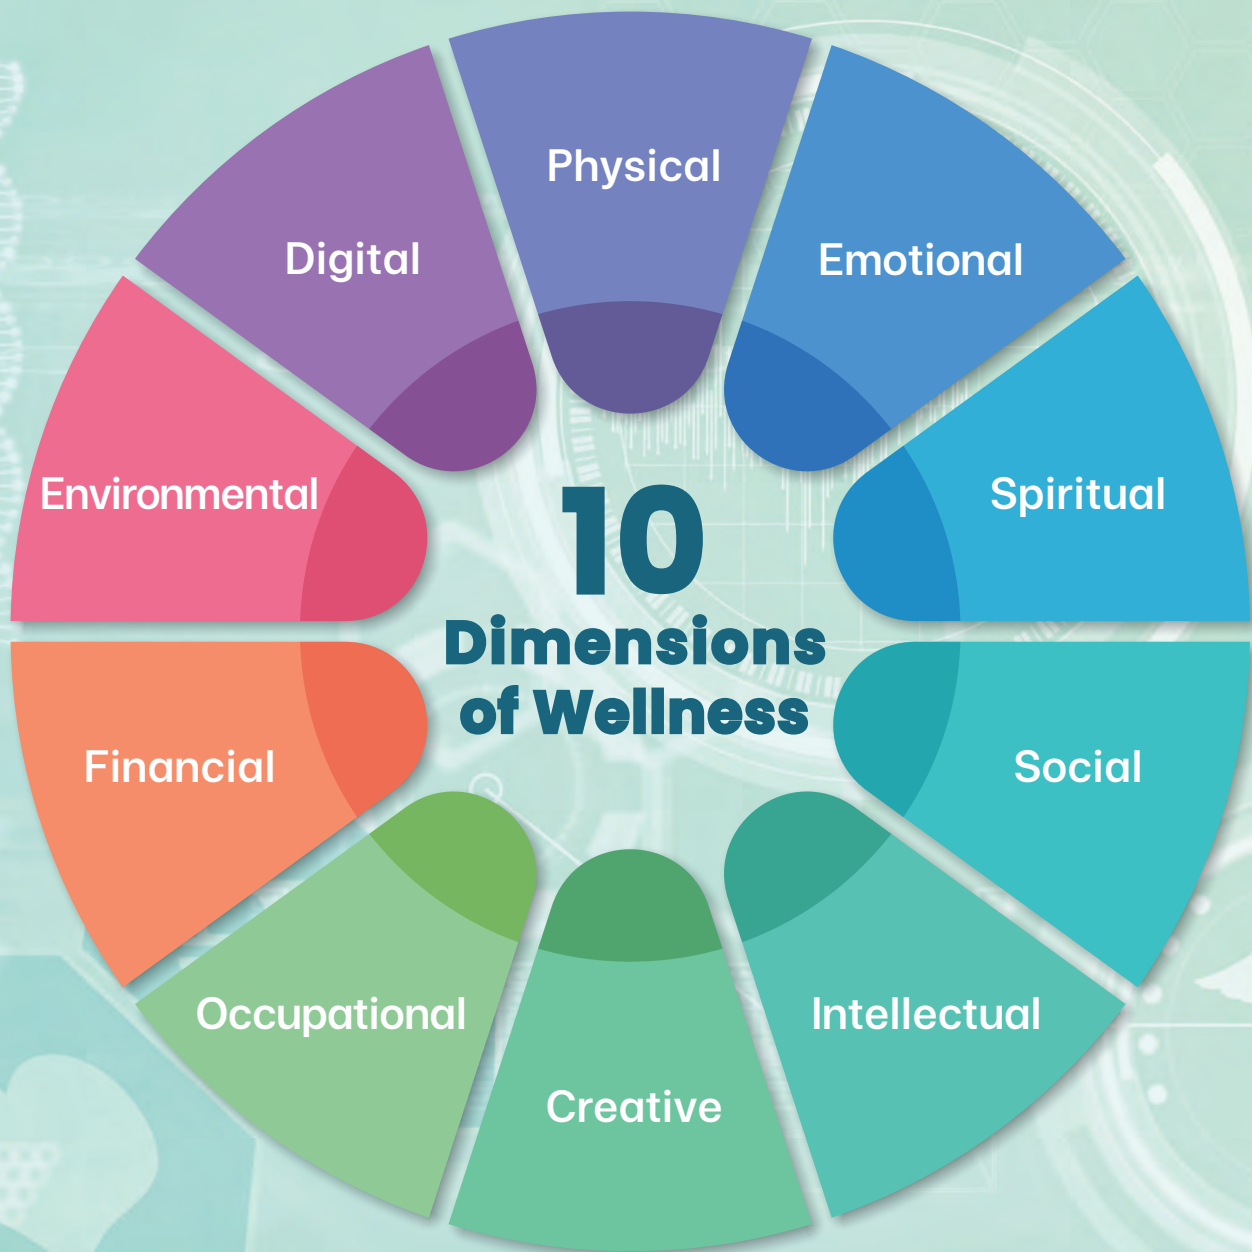 Physical
Emotional
Spiritual
Social
Intellectual
Creative
Occupational
Financial
Environmental
Digital
10
Dimensions
of Wellness